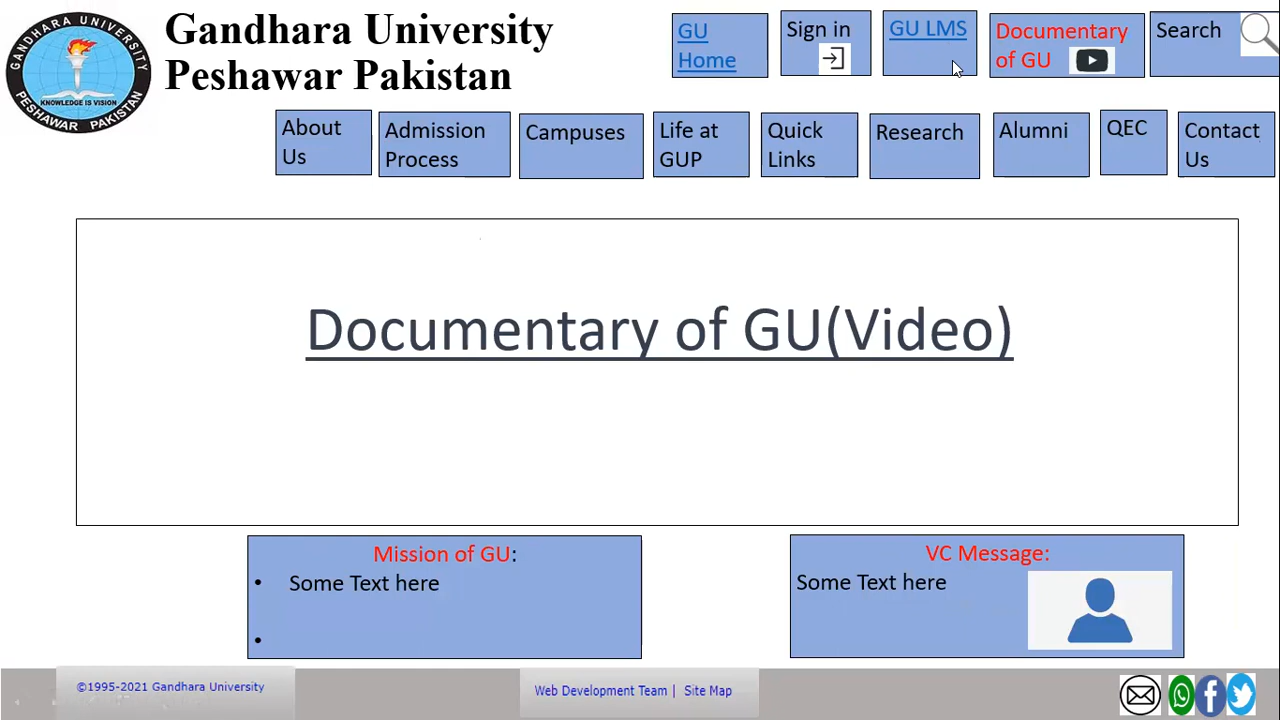 GANDHARA UNIVERSITY
KNOWLEDGE IS VISION
PESHAWAR PAKISTAN
Gandhara University
Peshawar Pakistan
GU
Home
Sign in
GU LMS
Documentary
of GU
Search
About
Us
Admission
Process
Campuses
Life at
GUP
Quick
Links
Research
Alumni
QEC
Contact
Us
Documentary of GU(Video)
Mission of GU:
• Some Text here
•
VC Message:
Some Text here
©1995-2021 Gandhara University
Web Development Team | Site Map